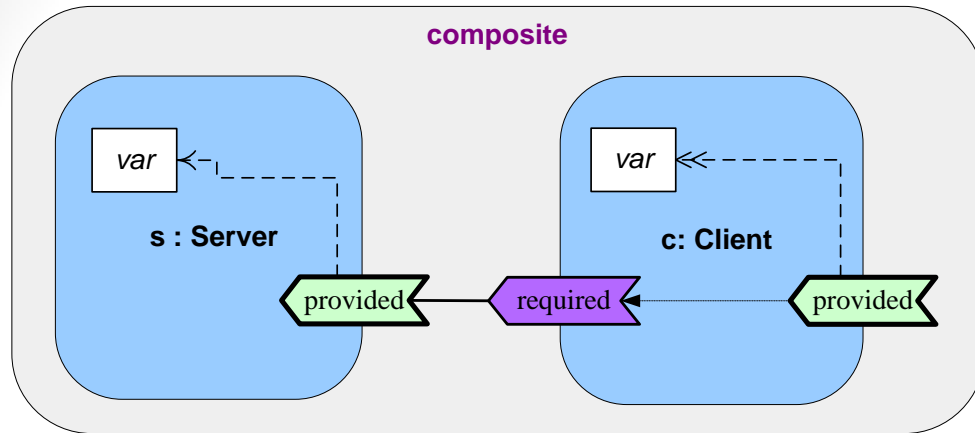 composite
var
var
s : Server
c: Client
provided
required
provided